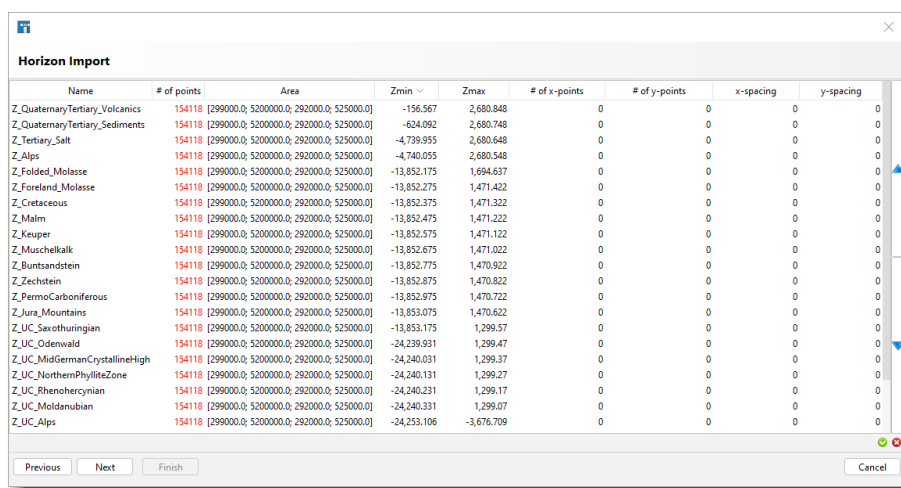 Horizon Import
Name # of points Area Zmin Zmax # of x-points # of y-points x-spacing y-spacing
Z_QuaternaryTertiary_Volcanics 154118 [299000.0; 5200000.0; 292000.0; 525000.0] -156.567 2,680.848 0 0 0 0
Z_QuaternaryTertiary_Sediments 154118 [299000.0; 5200000.0; 292000.0; 525000.0] -624.092 2,680.748 0 0 0 0
Z_Tertiary_Salt 154118 [299000.0; 5200000.0; 292000.0; 525000.0] -4,739.955 2,680.648 0 0 0 0
Z_Alps 154118 [299000.0; 5200000.0; 292000.0; 525000.0] -4,740.055 2,680.548 0 0 0 0
Z_Folded_Molasse 154118 [299000.0; 5200000.0; 292000.0; 525000.0] -13,852.175 1,694.637 0 0 0 0
Z_Foreland_Molasse 154118 [299000.0; 5200000.0; 292000.0; 525000.0] -13,852.275 1,471.422 0 0 0 0
Z_Cretaceous 154118 [299000.0; 5200000.0; 292000.0; 525000.0] -13,852.375 1,471.322 0 0 0 0
Z_Malm 154118 [299000.0; 5200000.0; 292000.0; 525000.0] -13,852.475 1,471.222 0 0 0 0
Z_Keuper 154118 [299000.0; 5200000.0; 292000.0; 525000.0] -13,852.575 1,471.122 0 0 0 0
Z_Muschelkalk 154118 [299000.0; 5200000.0; 292000.0; 525000.0] -13,852.675 1,471.022 0 0 0 0
Z_Buntsandstein 154118 [299000.0; 5200000.0; 292000.0; 525000.0] -13,852.775 1,470.922 0 0 0 0
Z_Zechstein 154118 [299000.0; 5200000.0; 292000.0; 525000.0] -13,852.875 1,470.822 0 0 0 0
Z_PermoCarboniferous 154118 [299000.0; 5200000.0; 292000.0; 525000.0] -13,852.975 1,470.722 0 0 0 0
Z_Jura_Mountains 154118 [299000.0; 5200000.0; 292000.0; 525000.0] -13,853.075 1,470.622 0 0 0 0
Z_UC_Saxothuringian 154118 [299000.0; 5200000.0; 292000.0; 525000.0] -13,853.175 1,299.57 0 0 0 0
Z_UC_Odenwald 154118 [299000.0; 5200000.0; 292000.0; 525000.0] -24,239.931 1,299.47 0 0 0 0
Z_UC_MidGermanCrystallineHigh 154118 [299000.0; 5200000.0; 292000.0; 525000.0] -24,240.031 1,299.37 0 0 0 0
Z_UC_NorthernPhylliteZone 154118 [299000.0; 5200000.0; 292000.0; 525000.0] -24,240.131 1,299.27 0 0 0 0
Z_UC_Rhenohercynian 154118 [299000.0; 5200000.0; 292000.0; 525000.0] -24,240.231 1,299.17 0 0 0 0
Z_UC_Moldanubian 154118 [299000.0; 5200000.0; 292000.0; 525000.0] -24,240.331 1,299.07 0 0 0 0
Z_UC_Alps 154118 [299000.0; 5200000.0; 292000.0; 525000.0] -24,253.106 -3,676.709 0 0 0 0
Previous Next Finish Cancel